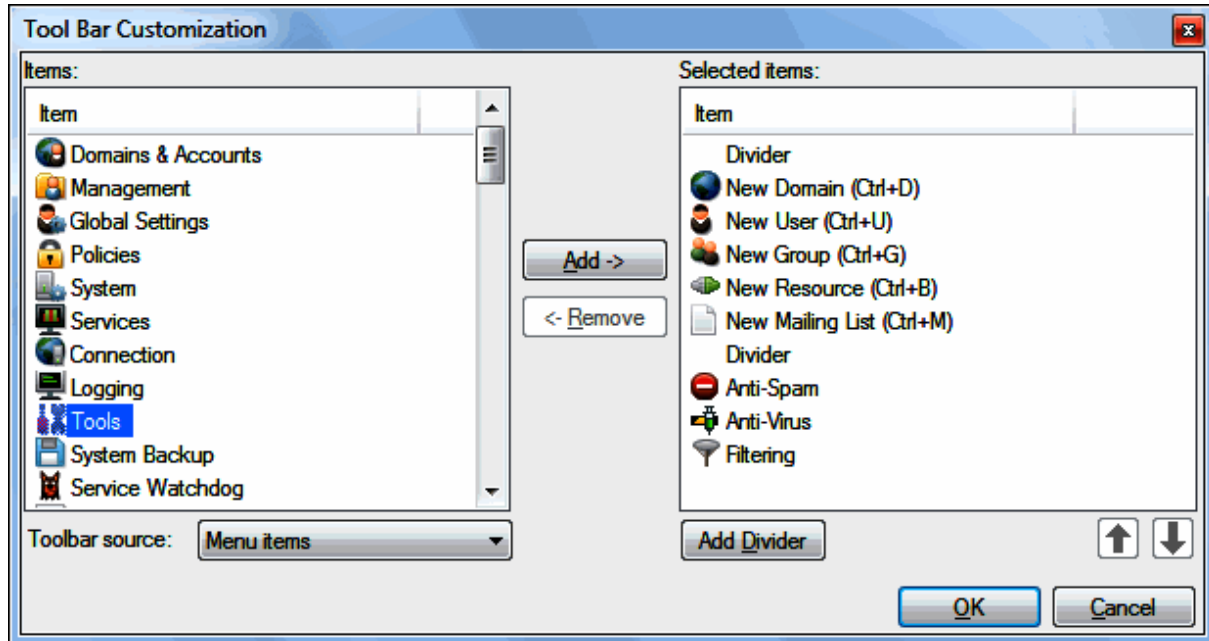 Tool Bar Customization
Items:
Item
Domains & Accounts
Management
Global Settings
Policies
System
Services
Connection
Logging
Tools
System Backup
Service Watchdog
Toolbar source:
Menu items
Add ->
<- Remove
Selected items:
Item
Divider
New Domain (Ctrl+D)
New User (Ctrl+U)
New Group (Ctrl+G)
New Resource (Ctrl+B)
New Mailing List (Ctrl+M)
Divider
Anti-Spam
Anti-Virus
Filtering
Add Divider
OK
Cancel